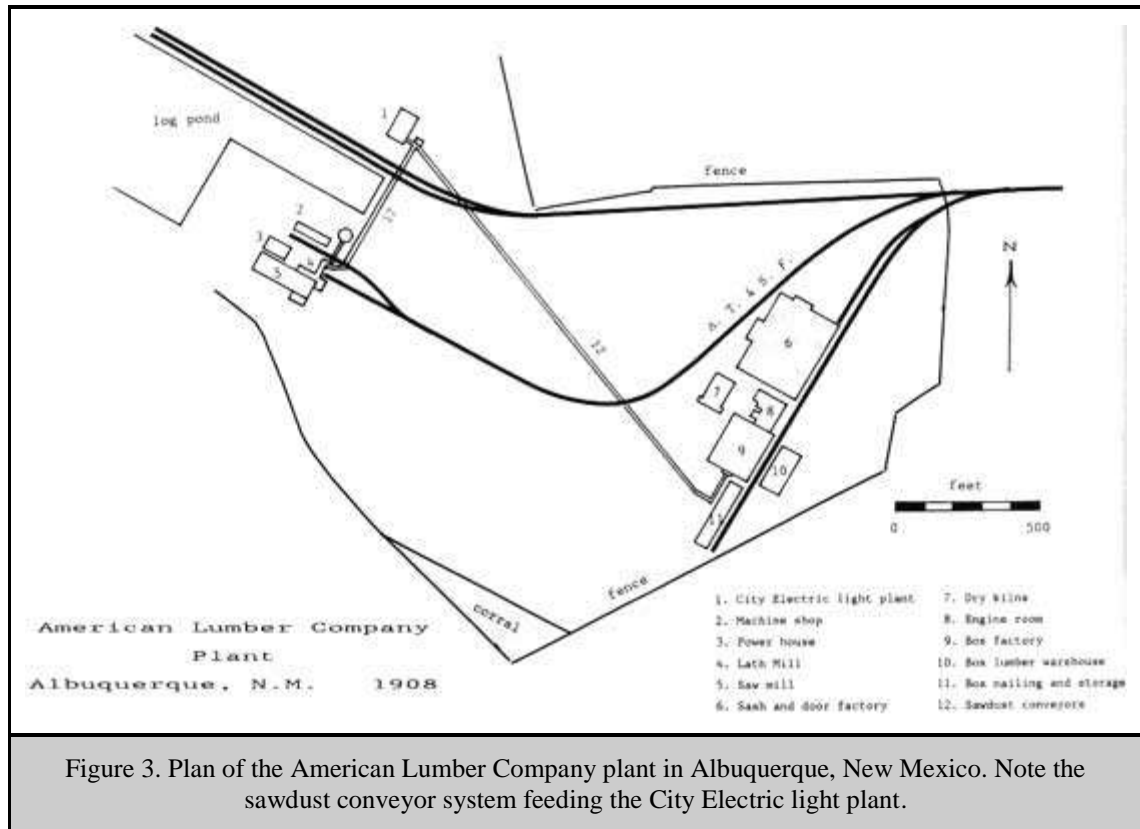 1
log pond
fence
12
2
3
4
5
N
A. T. & S. F.
12
6
7
8
9
10
11
feet
0 500
fence
corral
American Lumber Company
Plant
Albuquerque, N.M. 1908
1. City Electric light plant
2. Machine shop
3. Power house
4. Lath Mill
5. Saw mill
6. Sash and door factory
7. Dry kilns
8. Engine room
9. Box factory
10. Box lumber warehouse
11. Box nailing and storage
12. Sawdust conveyors
Figure 3. Plan of the American Lumber Company plant in Albuquerque, New Mexico. Note the
sawdust conveyor system feeding the City Electric light plant.